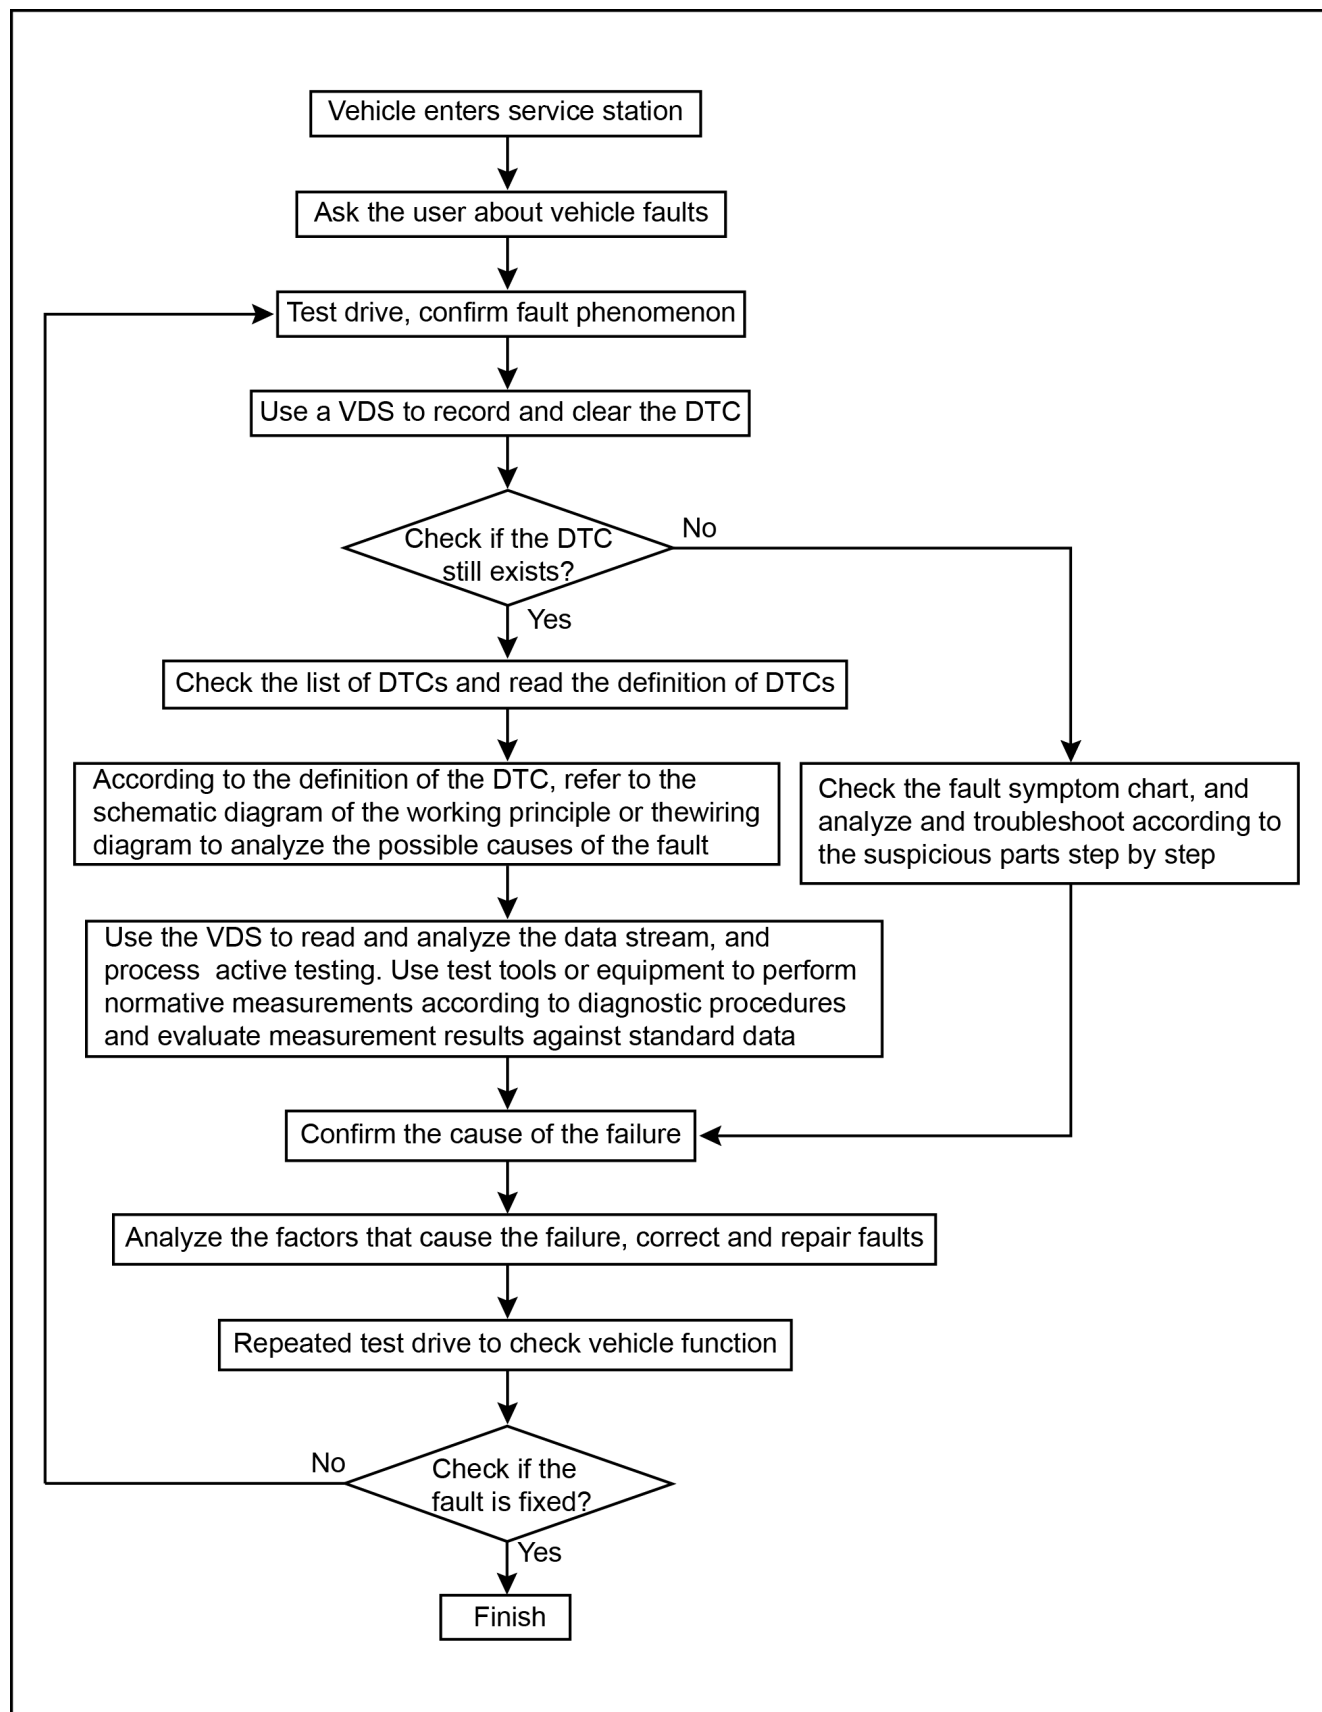 Vehicle enters service station
Ask the user about vehicle faults
Test drive, confirm fault phenomenon
Use a VDS to record and clear the DTC
Check if the DTC
still exists?
No
Yes
Check the list of DTCs and read the definition of DTCs
According to the definition of the DTC, refer to the
schematic diagram of the working principle or thewiring
diagram to analyze the possible causes of the fault
Check the fault symptom chart, and
analyze and troubleshoot according to
the suspicious parts step by step
Use the VDS to read and analyze the data stream, and
process  active testing. Use test tools or equipment to perform
normative measurements according to diagnostic procedures
and evaluate measurement results against standard data
Confirm the cause of the failure
Analyze the factors that cause the failure, correct and repair faults
Repeated test drive to check vehicle function
No
Check if the
fault is fixed?
Yes
Finish